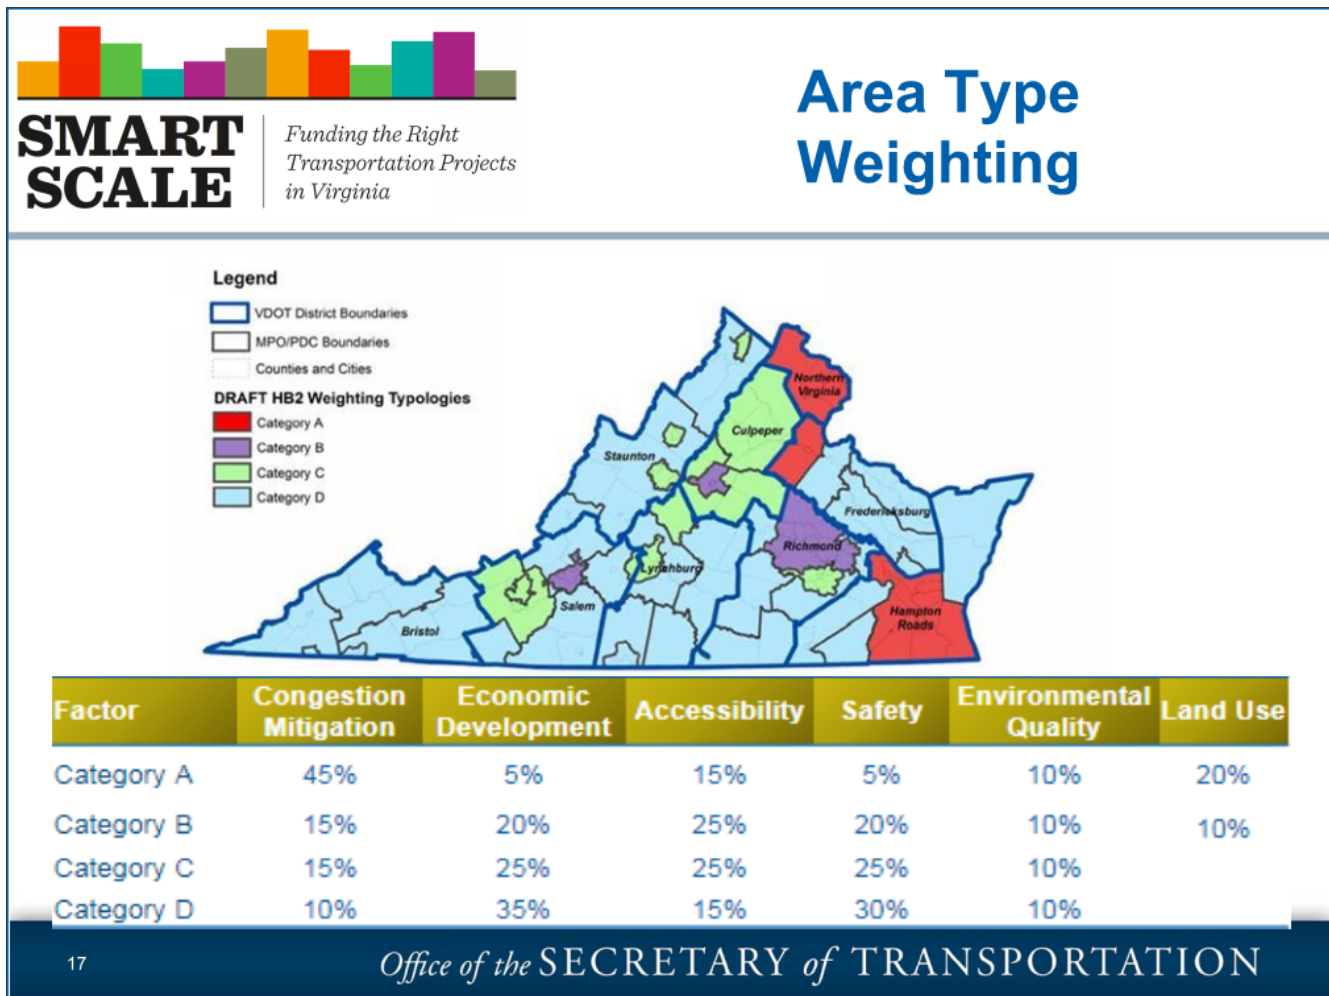 SMART
SCALE
Funding the Right
Transportation Projects
in Virginia
Area Type
Weighting
Legend
VDOT District Boundaries
MPO/PDC Boundaries
Counties and Cities
DRAFT HB2 Weighting Typologies
Category A
Category B
Category C
Category D
Northern
Virginia
Culpeper
Staunton
Fredericksburg
Richmond
Lynchburg
Salem
Hampton
Roads
Bristol
Factor Congestion Mitigation Economic Development Accessibility Safety Environmental Quality Land Use
Category A 45% 5% 15% 5% 10% 20%
Category B 15% 20% 25% 20% 10% 10%
Category C 15% 25% 25% 25% 10%
Category D 10% 35% 15% 30% 10%
17
Office of the SECRETARY of TRANSPORTATION